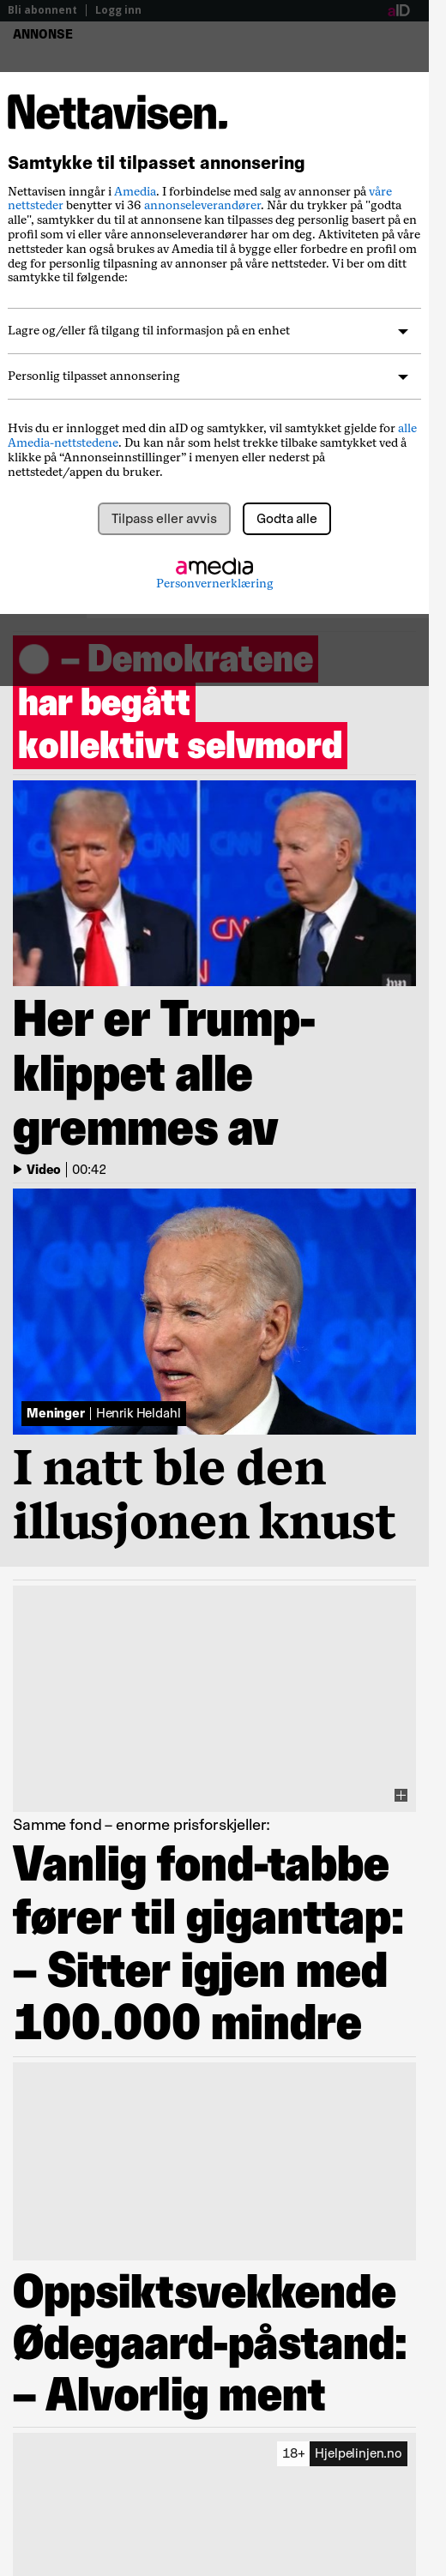 Bli abonnent
Logg inn
aID
ANNONSE
Nettavisen.
Samtykke til tilpasset annonsering
Nettavisen inngår i Amedia. I forbindelse med salg av annonser på våre
nettsteder benytter vi 36 annonseleverandører. Når du trykker på "godta
alle", samtykker du til at annonsene kan tilpasses deg personlig basert på en
profil som vi eller våre annonseleverandører har om deg. Aktiviteten på våre
nettsteder kan også brukes av Amedia til å bygge eller forbedre en profil om
deg for personlig tilpasning av annonser på våre nettsteder. Vi ber om ditt
samtykke til følgende:
Lagre og/eller få tilgang til informasjon på en enhet
Personlig tilpasset annonsering
Hvis du er innlogget med din aID og samtykker, vil samtykket gjelde for alle
Amedia-nettstedene. Du kan når som helst trekke tilbake samtykket ved å
klikke på “Annonseinnstillinger” i menyen eller nederst på
nettstedet/appen du bruker.
Tilpass eller avvis
Godta alle
amedia
Personvernerklæring
– Demokratene
har begått
kollektivt selvmord
CNN
Her er Trump-
klippet alle
gremmes av
Video | 00:42
Meninger | Henrik Heldahl
I natt ble den
illusjonen knust
Samme fond – enorme prisforskjeller:
Vanlig fond-tabbe
fører til giganttap:
– Sitter igjen med
100.000 mindre
Oppsiktsvekkende
Ødegaard-påstand:
– Alvorlig ment
18+ Hjelpelinjen.no